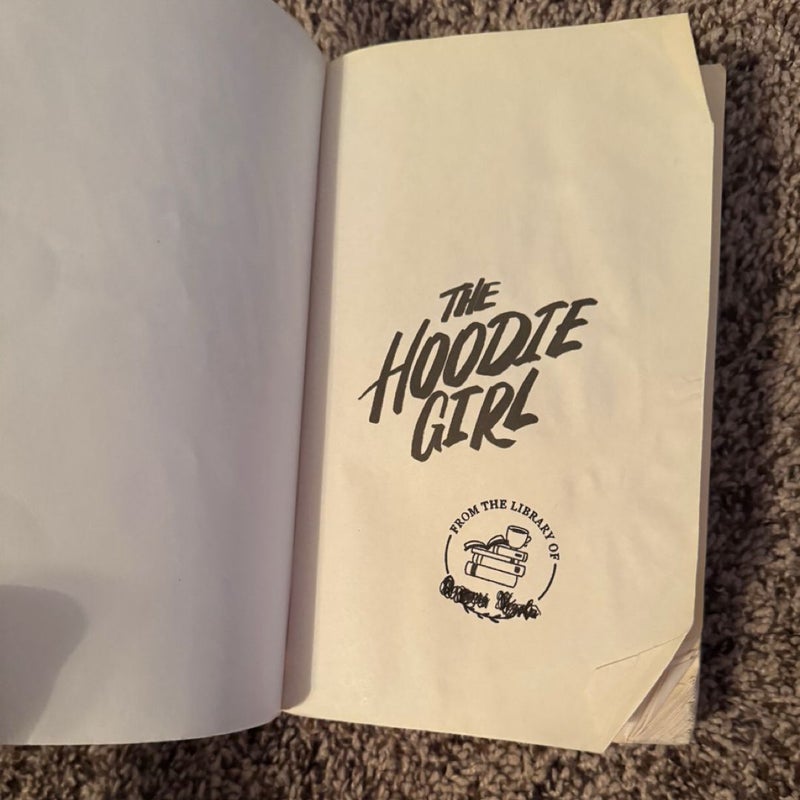 THE
HOODIE
GIRL
FROM THE LIBRARY OF